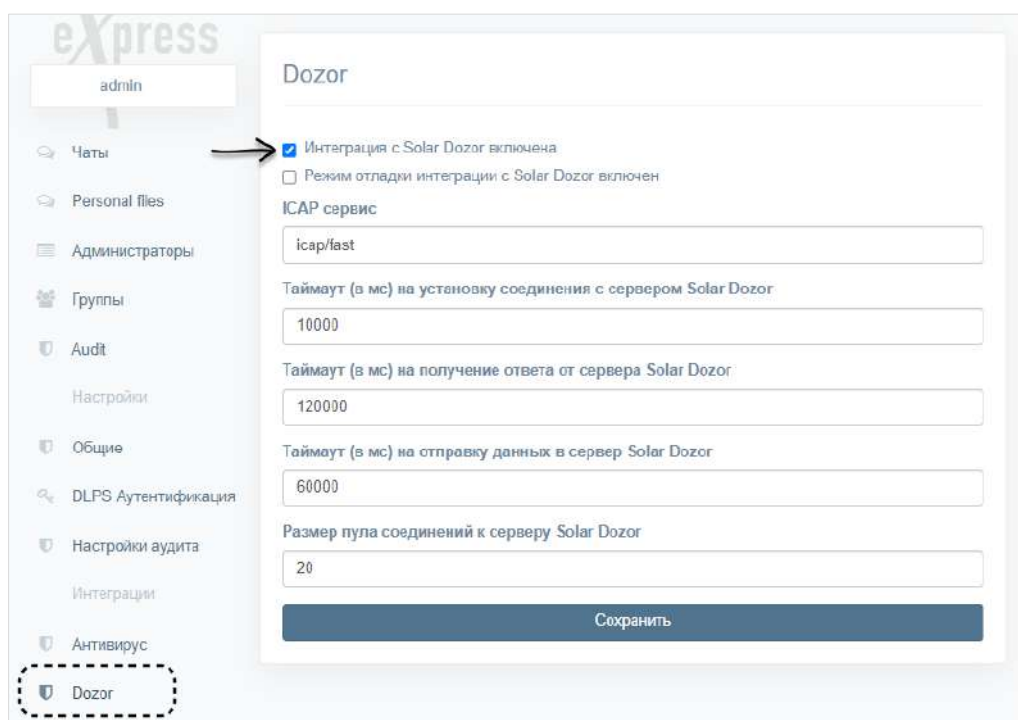 eXpress
admin
Чаты
Personal files
Администраторы
Группы
Audit
Настройки
Общие
DLPS Аутентификация
Настройки аудита
Интеграции
Антивирус
Dozor
Dozor
Интеграция с Solar Dozor включена
Режим отладки интеграции с Solar Dozor включен
ICAP сервис
icap/fast
Таймаут (в мс) на установку соединения с сервером Solar Dozor
10000
Таймаут (в мс) на получение ответа от сервера Solar Dozor
120000
Таймаут (в мс) на отправку данных в сервер Solar Dozor
60000
Размер пула соединений к серверу Solar Dozor
20
Сохранить